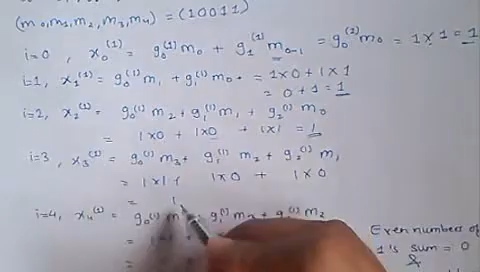 (m0,m1,m2,m3,m4) = (10011)
i=0, x0^(1) = g0^(1) m0 + g1^(1) m0-1 = g0^(2) m0 = 1×1 = 1
i=1, x1^(1) = g0^(1) m1 + g1^(1) m0. = 1×0 + 1×1
= 0+1 = 1
i=2, x2^(1) = g0^(1) m2 + g1^(1) m1 + g2^(1) m0
= 1×0 + 1×0 + 1×1 = 1
i=3, x3^(1) = g0^(1) m3 + g1^(1) m2 + g2^(1) m1
= 1×1 + 1×0 + 1×0
= 1
i=4, x4^(1) = g0^(1) m g1^(1) m3 + g2^(1) m2
=
=
Even numbers of
1's sum = 0
&